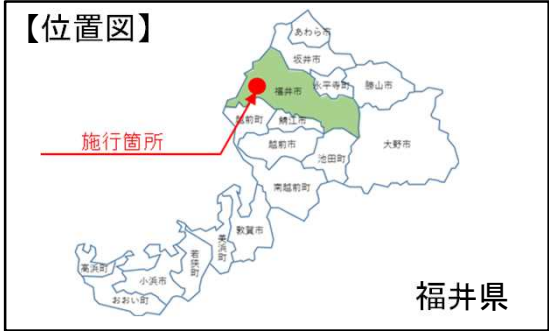 【位置図】
あわら市
坂井市
福井市
永平寺町
勝山市
越前町
鯖江市
施行箇所
越前市
池田町
大野市
南越前町
敦賀市
美浜町
若狭町
高浜町
小浜市
おおい町
福井県